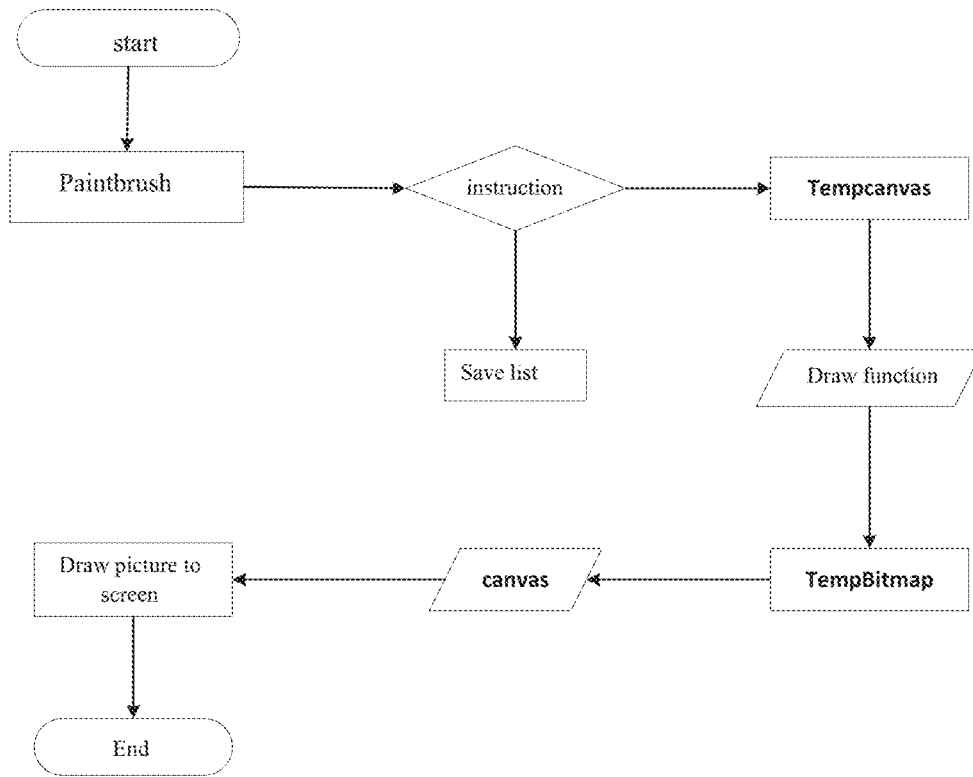 start
Paintbrush
instruction
Tempcanvas
Save list
Draw function
TempBitmap
canvas
Draw picture to
screen
End